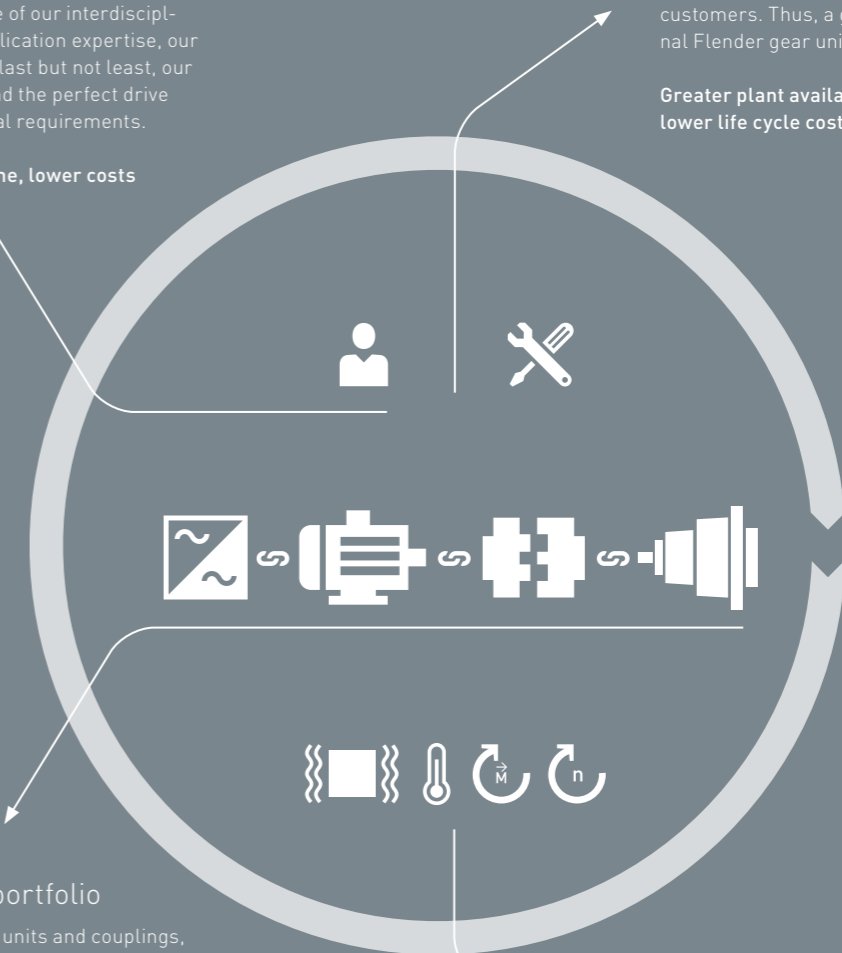 e of our interdiscipl-
lication expertise, our
last but not least, our
d the perfect drive
al requirements.
ne, lower costs
customers. Thus, a g
nal Flender gear uni
Greater plant availa
lower life cycle cost
M
n
portfolio
units and couplings,